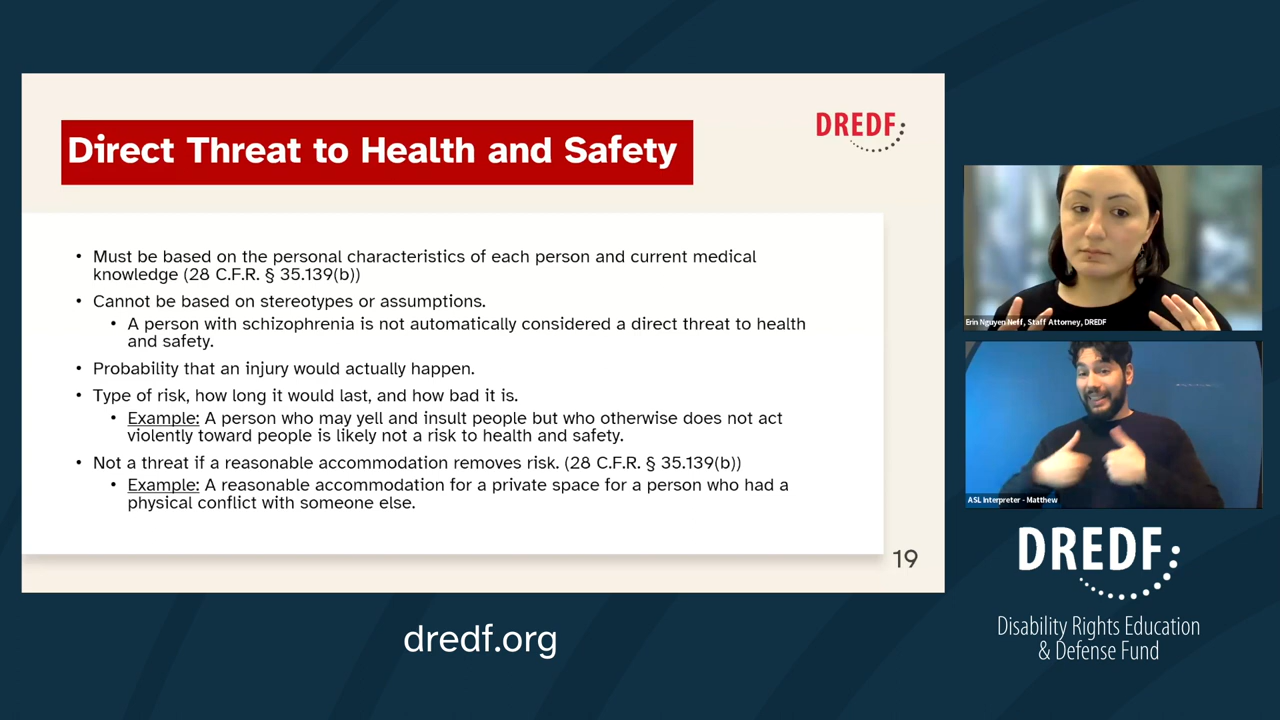 Direct Threat to Health and Safety
DREDF
• Must be based on the personal characteristics of each person and current medical
knowledge (28 C.F.R. § 35.139(b))
• Cannot be based on stereotypes or assumptions.
• A person with schizophrenia is not automatically considered a direct threat to health
and safety.
• Probability that an injury would actually happen.
• Type of risk, how long it would last, and how bad it is.
• Example: A person who may yell and insult people but who otherwise does not act
violently toward people is likely not a risk to health and safety.
• Not a threat if a reasonable accommodation removes risk. (28 C.F.R. § 35.139(b))
• Example: A reasonable accommodation for a private space for a person who had a
physical conflict with someone else.
19
Erin Nguyen Neff, Staff Attorney, DREDF
ASL Interpreter - Matthew
DREDF
Disability Rights Education
& Defense Fund
dredf.org